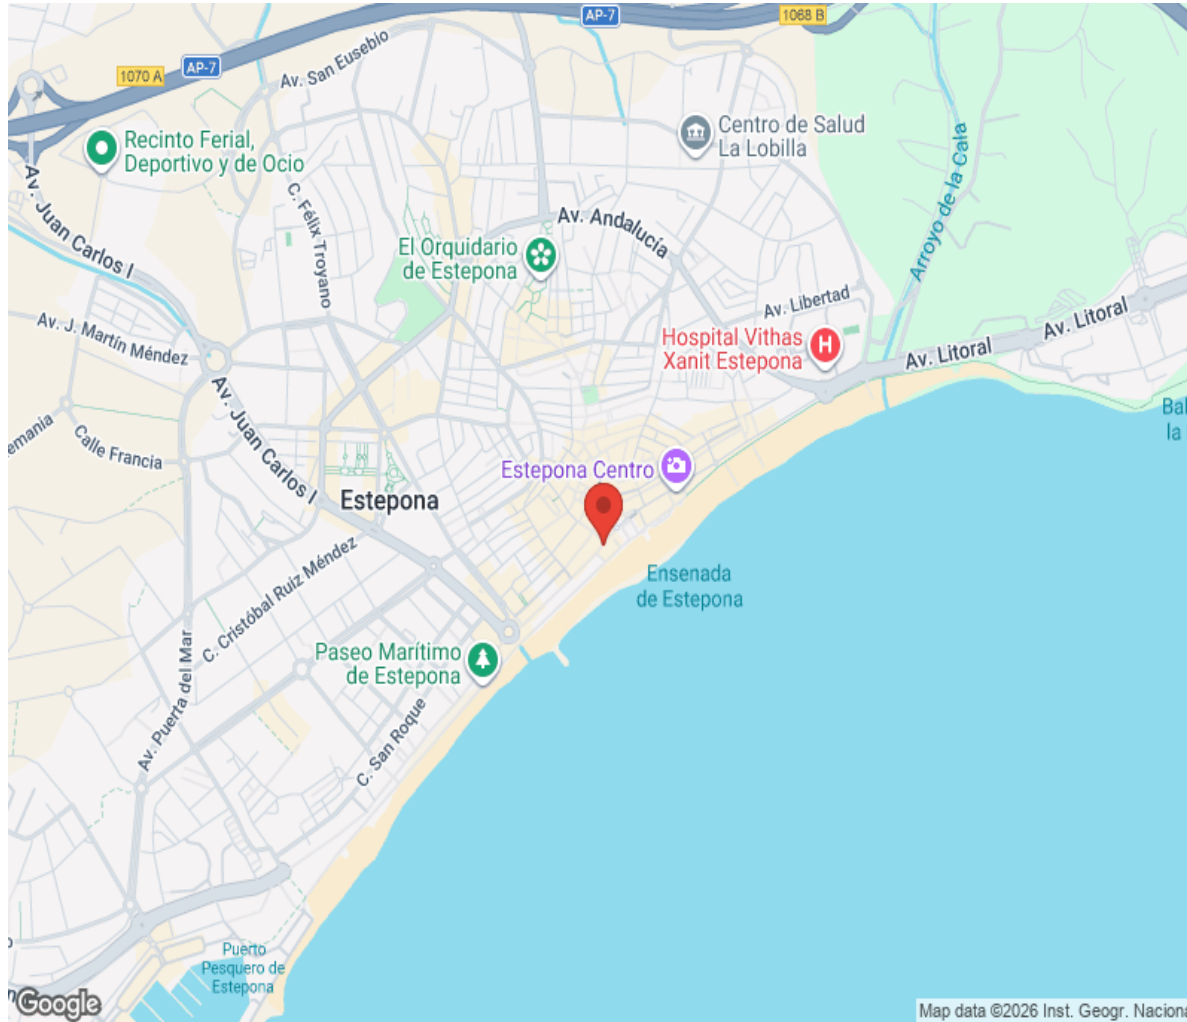 1068 B
AP-7
AP-7
1070 A
Av. San Eusebio
Recinto Ferial,
Deportivo y de Ocio
Centro de Salud
La Lobilla
Av. Juan Carlos I
C. Félix Troyano
Av. Andalucía
Arroyo de la Cala
El Orquidario
de Estepona
Av. Libertad
Av. Litoral
Av. J. Martín Méndez
Hospital Vithas
Xanit Estepona
H
Av. Litoral
Av. Juan Carlos I
Bal
la
emania
Calle Francia
Estepona Centro
Estepona
Ensenada
de Estepona
C. Cristóbal Ruiz Méndez
Paseo Marítimo
de Estepona
Av. Puerta del Mar
C. San Roque
Puerto
Pesquero de
Estepona
Google
Map data ©2026 Inst. Geogr. Naciona